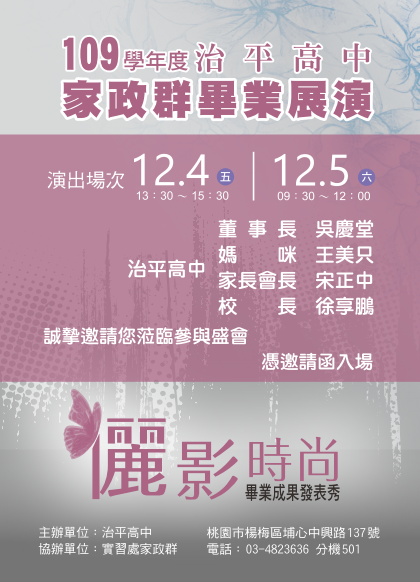 109學年度 治平高中
家政群畢業展演
演出場次 12.4 五 12.5 六
13：30～15：30 09：30～12：00
董事長 吳慶堂
媽咪 王美只
治平高中 家長會長 宋正中
校長 徐享鵬
誠摯邀請您蒞臨參與盛會
憑邀請函入場
儷影時尚
畢業成果發表秀
主辦單位：治平高中 桃園市楊梅區埔心中興路137號
協辦單位：實習處家政群 電話：03-4823636 分機501